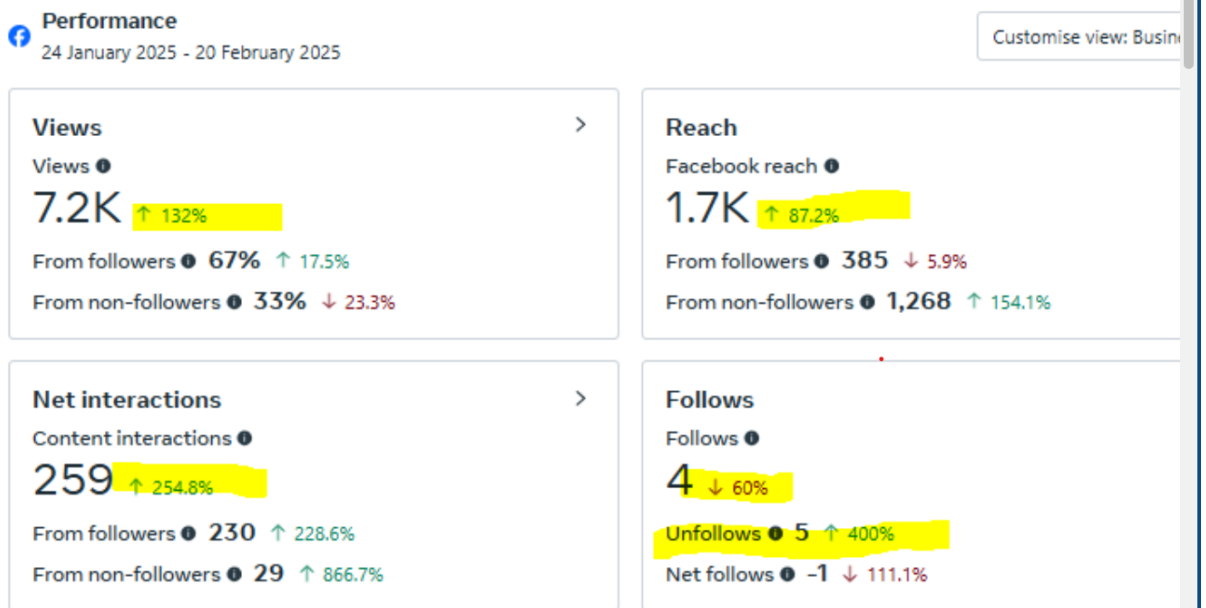 Performance
24 January 2025 - 20 February 2025
Customise view: Busin
Views
Views
7.2K ↑ 132%
From followers 67% ↑ 17.5%
From non-followers 33% ↓ 23.3%
Reach
Facebook reach
1.7K ↑ 87.2%
From followers 385 ↓ 5.9%
From non-followers 1,268 ↑ 154.1%
Net interactions
Content interactions
259 ↑ 254.8%
From followers 230 ↑ 228.6%
From non-followers 29 ↑ 866.7%
Follows
Follows
4 ↓ 60%
Unfollows 5 ↑ 400%
Net follows -1 ↓ 111.1%